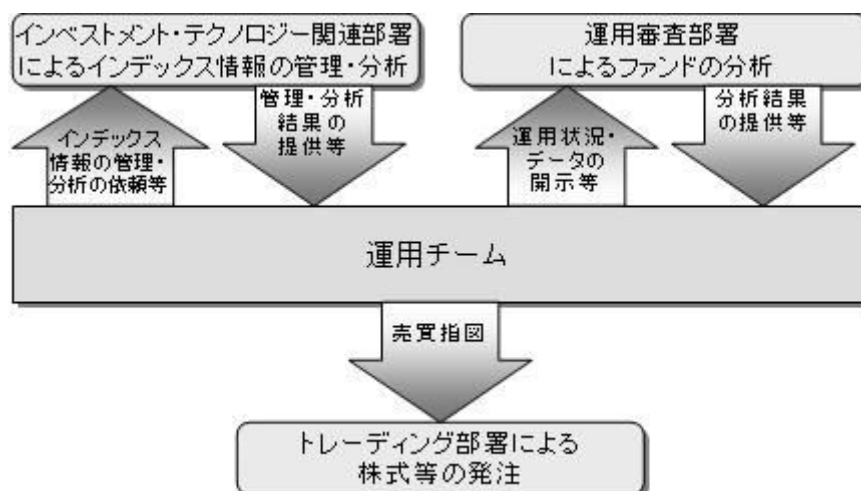 インベストメント・テクノロジー関連部署
によるインデックス情報の管理・分析
運用審査部署
によるファンドの分析
インデックス
情報の管理・
分析の依頼等
管理・分析
結果の
提供等
運用状況・
データの
開示等
分析結果
の提供等
運用チーム
売買指図
トレーディング部署による
株式等の発注